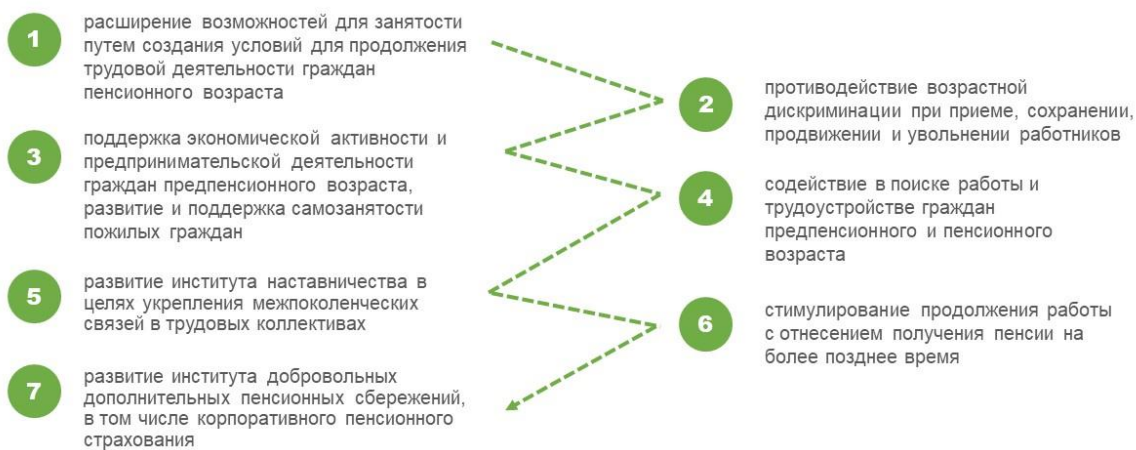 1
расширение возможностей для занятости
путем создания условий для продолжения
трудовой деятельности граждан
пенсионного возраста
2
противодействие возрастной
дискриминации при приеме, сохранении,
продвижении и увольнении работников
3
поддержка экономической активности и
предпринимательской деятельности
граждан предпенсионного возраста,
развитие и поддержка самозанятости
пожилых граждан
4
содействие в поиске работы и
трудоустройстве граждан
предпенсионного и пенсионного
возраста
5
развитие института наставничества в
целях укрепления межпоколенческих
связей в трудовых коллективах
6
стимулирование продолжения работы
с отнесением получения пенсии на
более позднее время
7
развитие института добровольных
дополнительных пенсионных сбережений,
в том числе корпоративного пенсионного
страхования